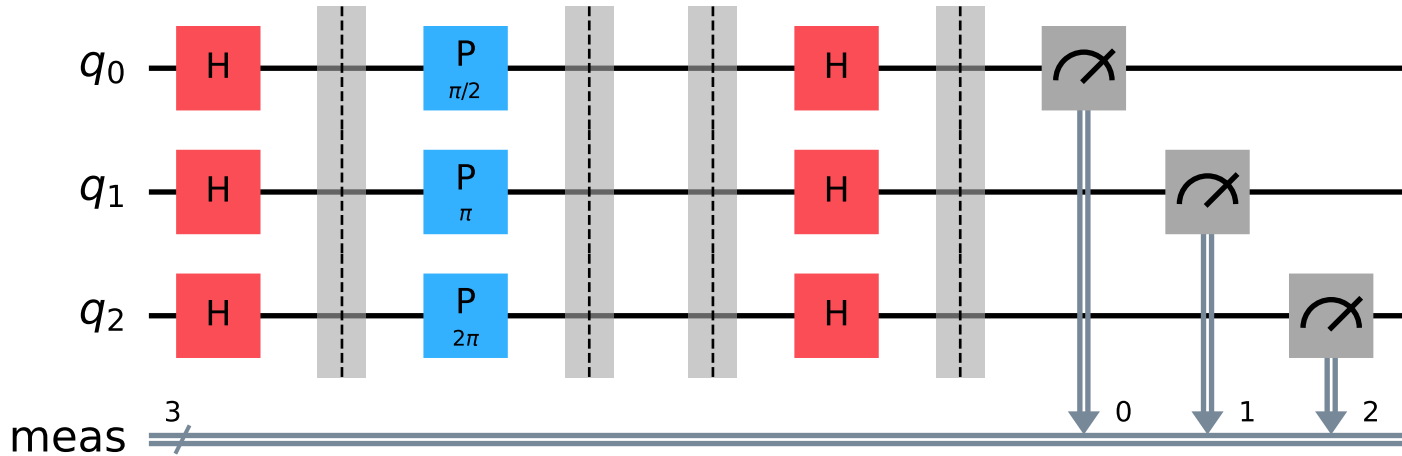 q0 H P π/2 H
q1 H P π H
q2 H P 2π H
meas 3 0 1 2